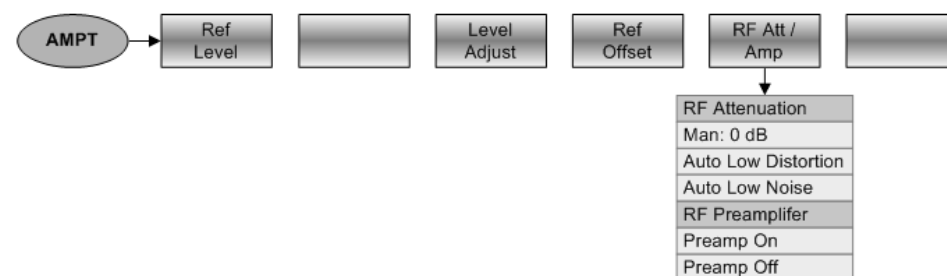 AMPT
Ref
Level
Level
Adjust
Ref
Offset
RF Att /
Amp
RF Attenuation
Man: 0 dB
Auto Low Distortion
Auto Low Noise
RF Preamplifer
Preamp On
Preamp Off